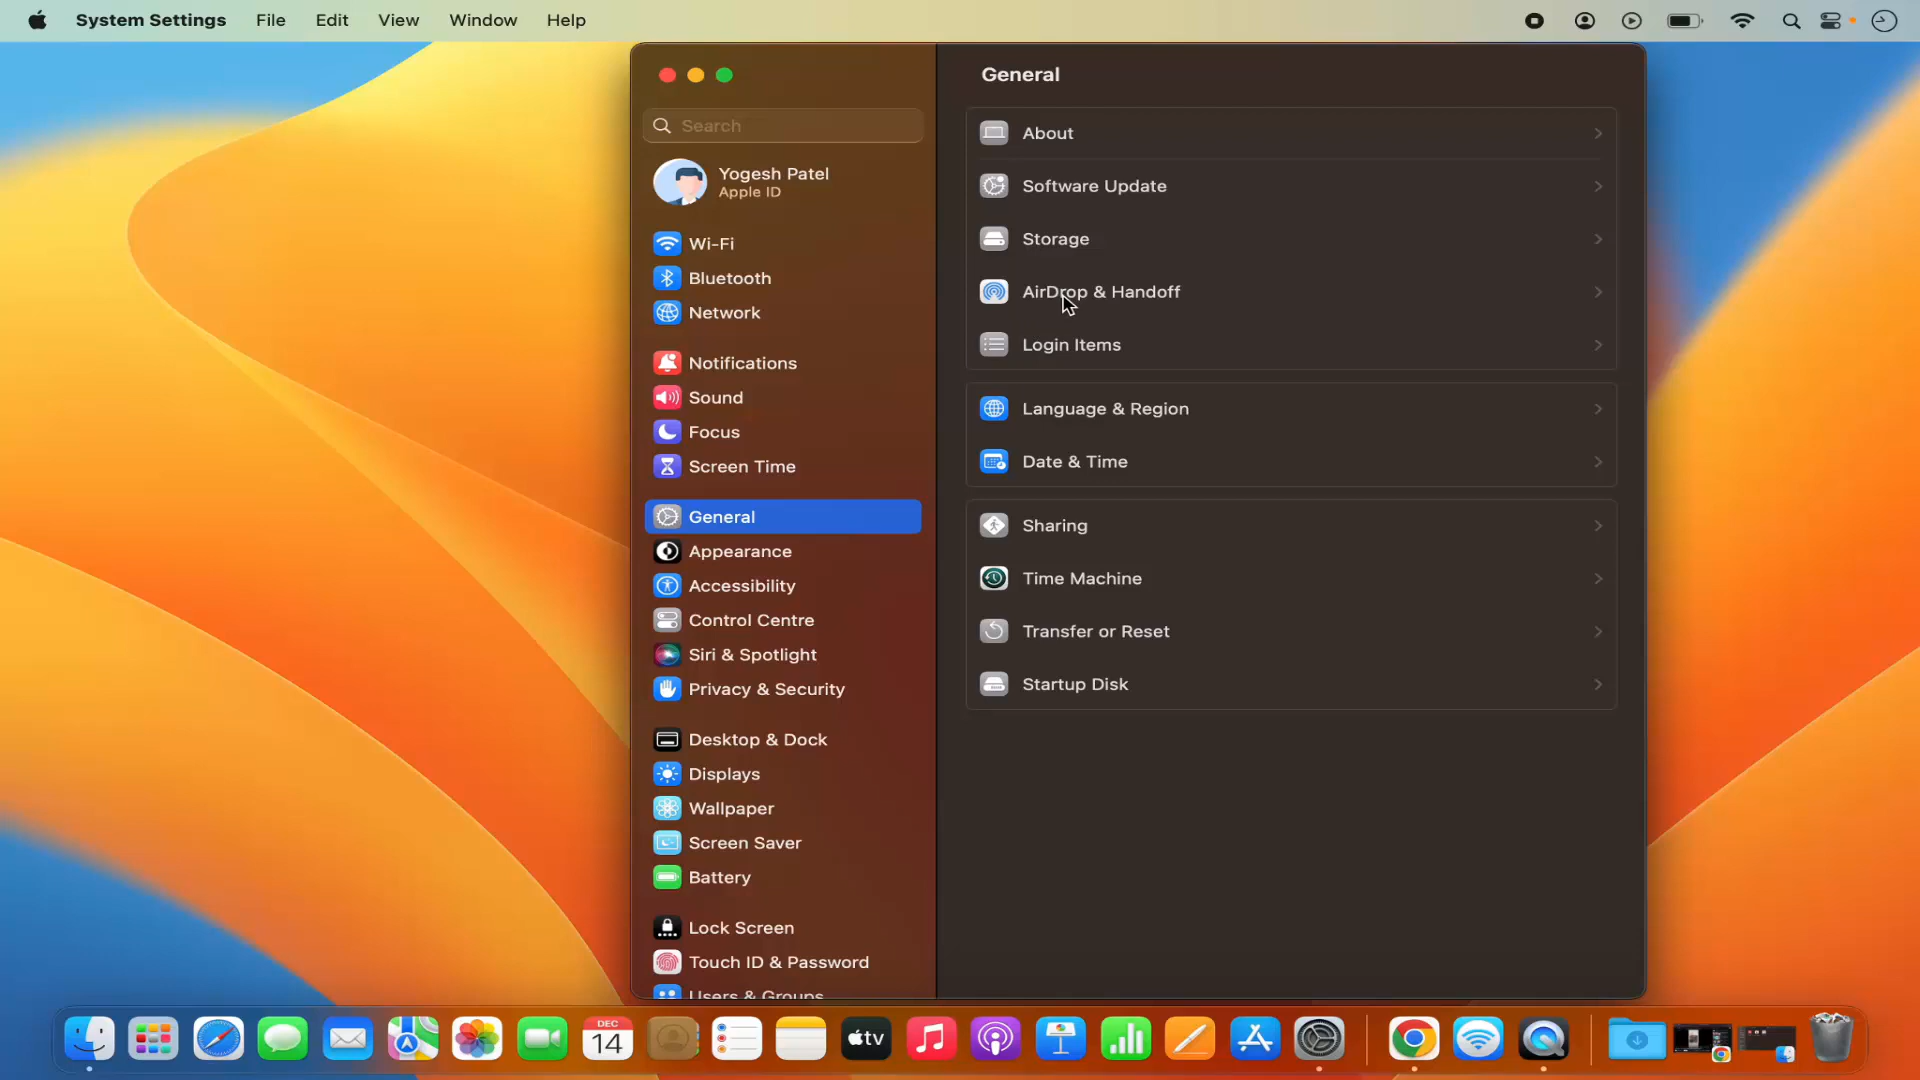 System Settings File Edit View Window Help
General
Search
About
Yogesh Patel
Apple ID
Software Update
Wi-Fi
Storage
Bluetooth
AirDrop & Handoff
Network
Login Items
Notifications
Sound
Language & Region
Focus
Date & Time
Screen Time
General
Sharing
Appearance
Time Machine
Accessibility
Control Centre
Transfer or Reset
Siri & Spotlight
Privacy & Security
Startup Disk
Desktop & Dock
Displays
Wallpaper
Screen Saver
Battery
Lock Screen
Touch ID & Password
Users & Groups
DEC
14
tv